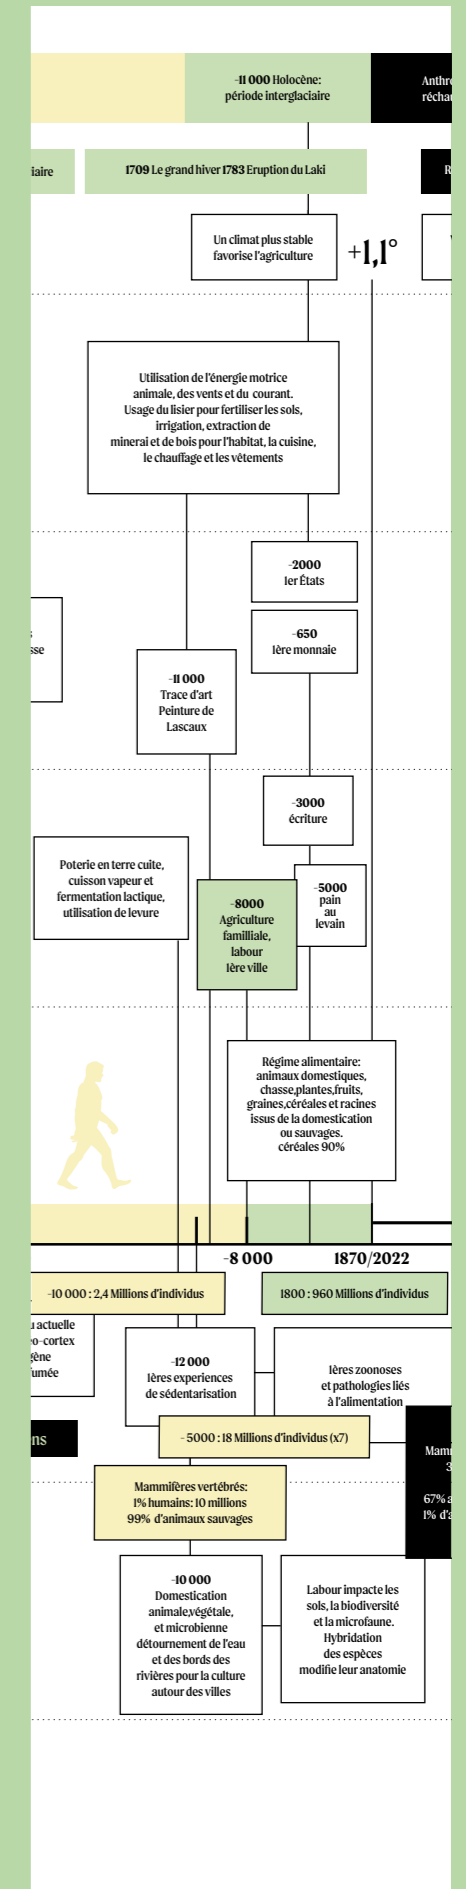 -11 000 Holocène:
période interglaciaire
1709 Le grand hiver 1783 Eruption du Laki
Un climat plus stable
favorise l'agriculture
+1,1°
Utilisation de l'énergie motrice
animale, des vents et du courant.
Usage du lisier pour fertiliser les sols,
irrigation, extraction de
minerai et de bois pour l'habitat, la cuisine,
le chauffage et les vêtements
-2000
1er États
-650
1ère monnaie
-11 000
Trace d'art
Peinture de
Lascaux
-3000
écriture
Poterie en terre cuite,
cuisson vapeur et
fermentation lactique,
utilisation de levure
-8000
Agriculture
familliale,
labour
1ère ville
-5000
pain
au
levain
Régime alimentaire:
animaux domestiques,
chasse,plantes,fruits,
graines,céréales et racines
issus de la domestication
ou sauvages.
céréales 90%
-8 000
1870/2022
-10 000 : 2,4 Millions d'individus
1800 : 960 Millions d'individus
actuelle
-12 000
1ères experiences
de sédentarisation
1ères zoonoses
et pathologies liés
à l'alimentation
- 5000 : 18 Millions d'individus (x7)
Mammifères vertébrés:
1% humains: 10 millions
99% d'animaux sauvages
67%
1%
-10 000
Domestication
animale,végétale,
et microbienne
détournement de l'eau
et des bords des
rivières pour la culture
autour des villes
Labour impacte les
sols, la biodiversité
et la microfaune.
Hybridation
des espèces
modifie leur anatomie